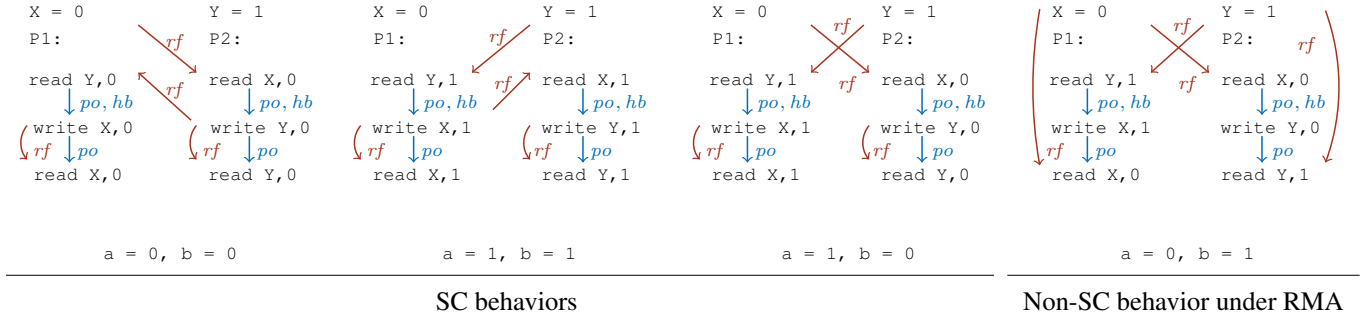 X = 0 Y = 1 X = 0 Y = 1 X = 0 Y = 1 X = 0 Y = 1
P1: rf P2: P1: rf P2: P1: rf P2: P1: P2: rf rf
read Y,0 rf read X,0 read Y,1 rf read X,1 read Y,1 rf read X,0 read Y,1 rf read X,0
po, hb po, hb po, hb po, hb po, hb po, hb po, hb po, hb
write X,0 write Y,0 write X,1 write Y,1 write X,1 write Y,0 write X,1 write Y,0
rf po rf po rf po rf po rf po rf po rf po po
read X,0 read Y,0 read X,1 read Y,1 read X,1 read Y,0 read X,0 read Y,1
a = 0, b = 0 a = 1, b = 1 a = 1, b = 0 a = 0, b = 1
SC behaviors Non-SC behavior under RMA